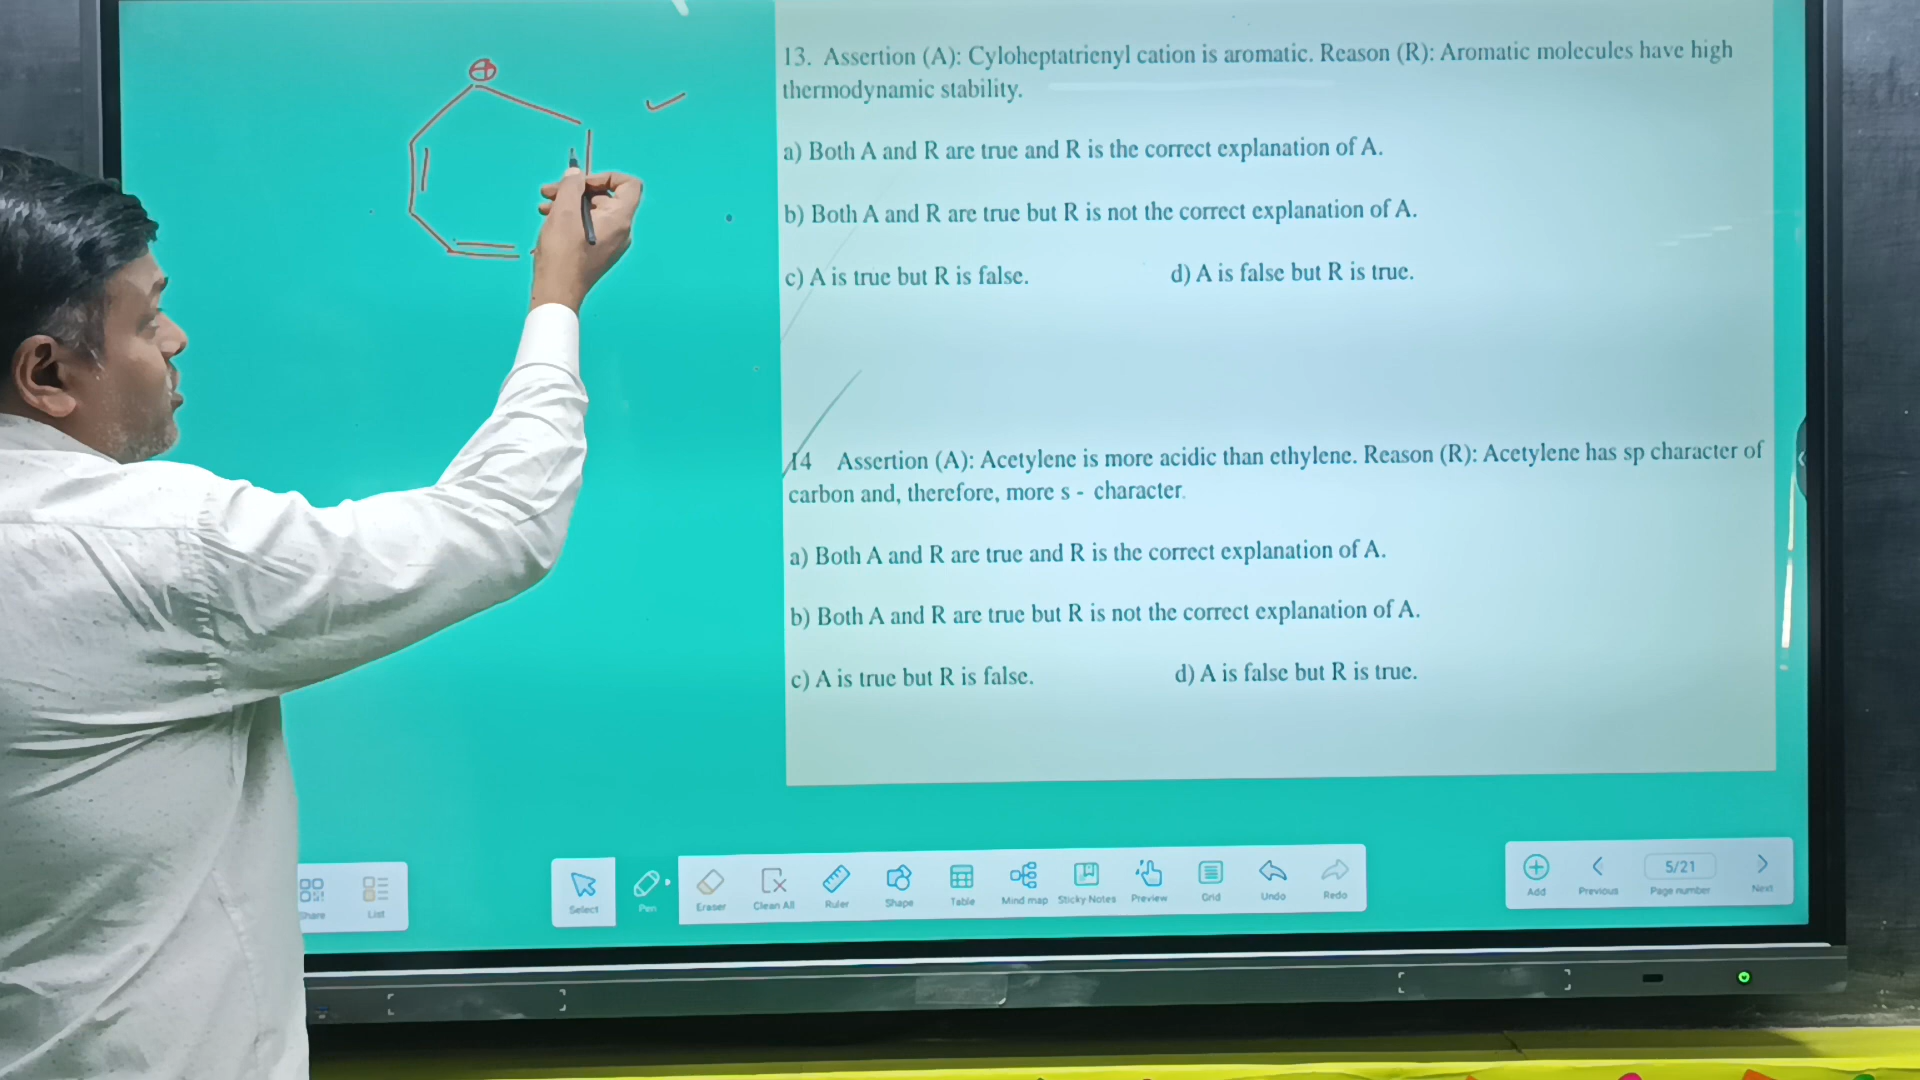 13. Assertion (A): Cyloheptatrienyl cation is aromatic. Reason (R): Aromatic molecules have high
thermodynamic stability.
a) Both A and R are true and R is the correct explanation of A.
b) Both A and R are true but R is not the correct explanation of A.
c) A is true but R is false. d) A is false but R is true.
14 Assertion (A): Acetylene is more acidic than ethylene. Reason (R): Acetylene has sp character of
carbon and, therefore, more s - character.
a) Both A and R are true and R is the correct explanation of A.
b) Both A and R are true but R is not the correct explanation of A.
c) A is true but R is false. d) A is false but R is true.
Share List Select Pen Eraser Clean All Ruler Shape Table Mind map Sticky Notes Preview Grid Undo Redo Add Previous 5/21 Page number Next